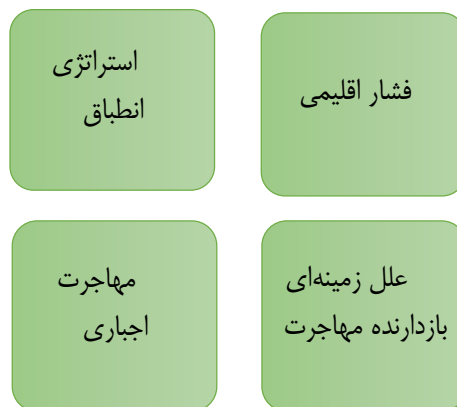 فشار اقلیمی
استراتژی
انطباق
علل زمینه‌ای
بازدارنده مهاجرت
مهاجرت
اجباری